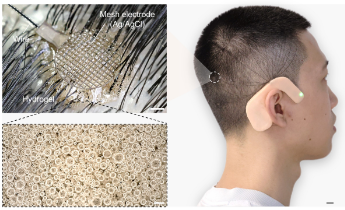 Mesh electrode
(Ag/AgCl)
Wire
Hydrogel